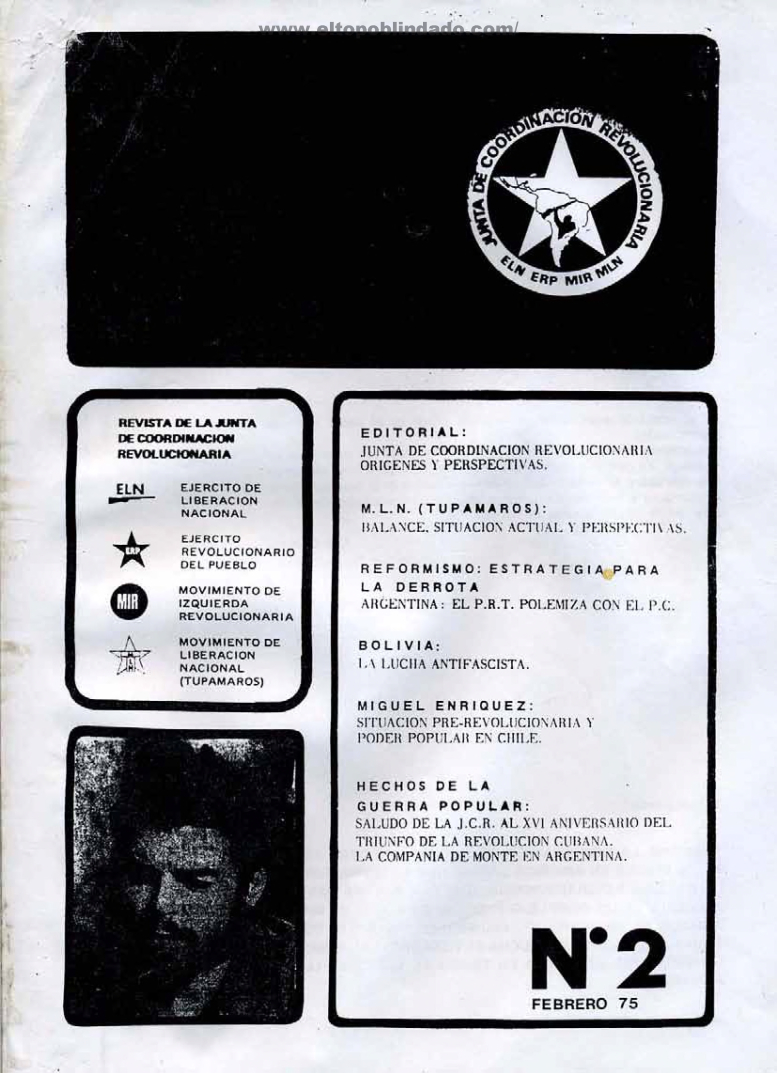 www.eltopoblindado.com/
JUNTA DE COORDINACIÓN REVOLUCIONARIA
ELN ERP MIR MLN
REVISTA DE LA JUNTA
DE COORDINACION
REVOLUCIONARIA
ELN
EJERCITO DE
LIBERACION
NACIONAL
ERP
EJERCITO
REVOLUCIONARIO
DEL PUEBLO
MIR
MOVIMIENTO DE
IZQUIERDA
REVOLUCIONARIA
MOVIMIENTO DE
LIBERACION
NACIONAL
(TUPAMAROS)
EDITORIAL:
JUNTA DE COORDINACION REVOLUCIONARIA
ORIGENES Y PERSPECTIVAS.
M.L.N. (TUPAMAROS):
BALANCE, SITUACION ACTUAL Y PERSPECTIVAS.
REFORMISMO: ESTRATEGIA PARA
LA DERROTA
ARGENTINA: EL P.R.T. POLEMIZA CON EL P.C.
BOLIVIA:
LA LUCHA ANTIFASCISTA.
MIGUEL ENRIQUEZ:
SITUACION PRE-REVOLUCIONARIA Y
PODER POPULAR EN CHILE.
HECHOS DE LA
GUERRA POPULAR:
SALUDO DE LA J.C.R. AL XVI ANIVERSARIO DEL
TRIUNFO DE LA REVOLUCION CUBANA.
LA COMPANIA DE MONTE EN ARGENTINA.
N°2
FEBRERO 75